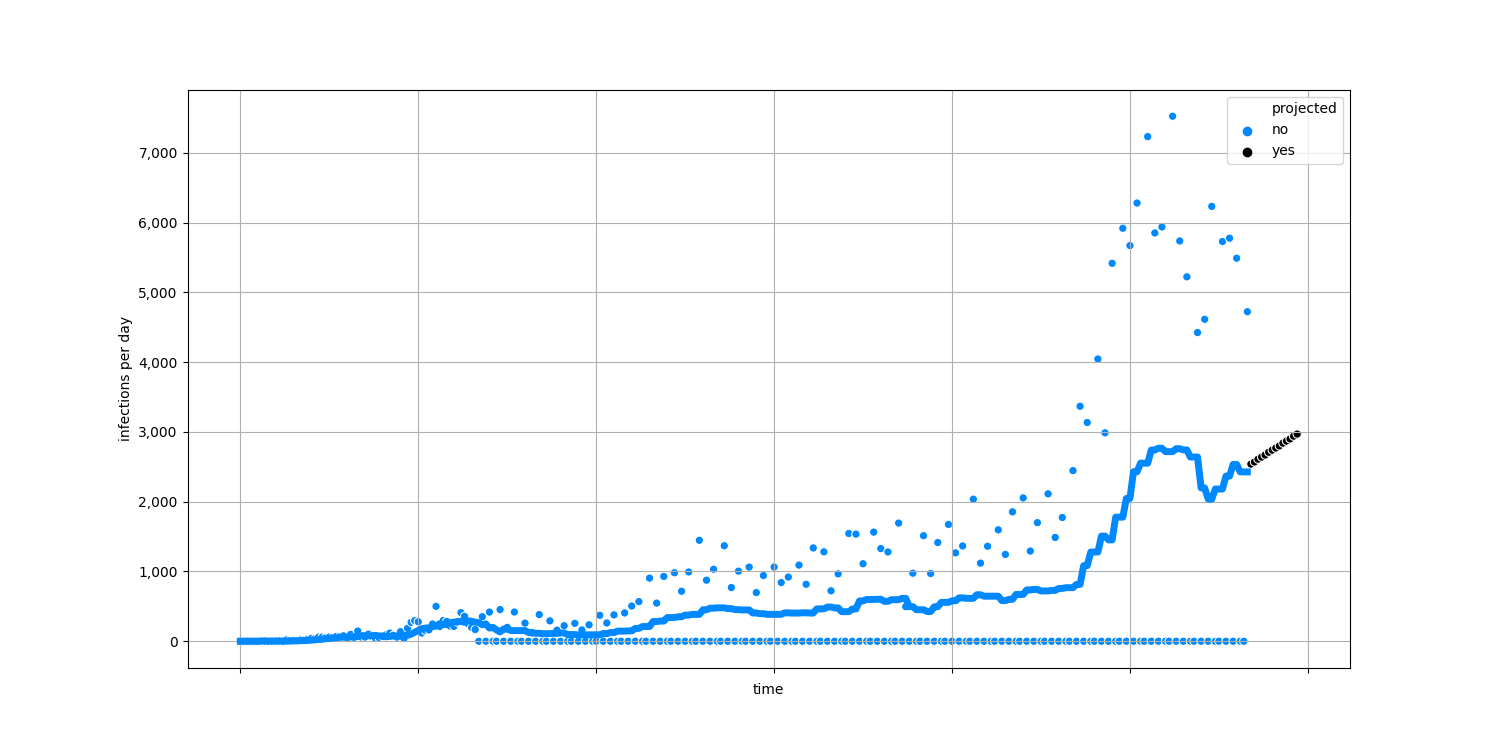 projected
no
yes
7,000
6,000
5,000
4,000
3,000
2,000
1,000
0
infections per day
time